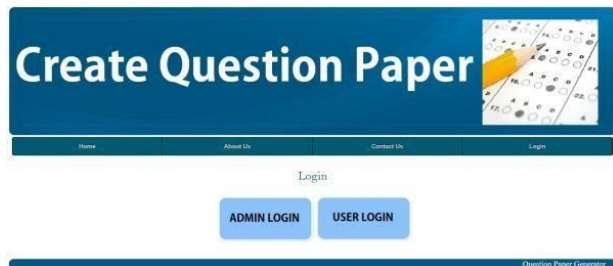 Create Question Paper
Home About Us Contact Us Login
Login
ADMIN LOGIN USER LOGIN
Question Paper Generator